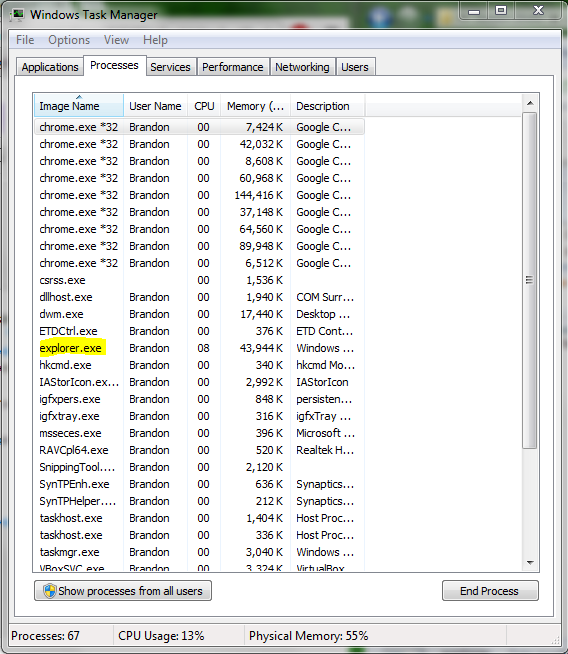 Windows Task Manager
File Options View Help
Applications Processes Services Performance Networking Users
Image Name User Name CPU Memory (... Description
chrome.exe *32 Brandon 00 7,424 K Google C...
chrome.exe *32 Brandon 00 42,032 K Google C...
chrome.exe *32 Brandon 00 8,608 K Google C...
chrome.exe *32 Brandon 00 60,968 K Google C...
chrome.exe *32 Brandon 00 144,416 K Google C...
chrome.exe *32 Brandon 00 37,148 K Google C...
chrome.exe *32 Brandon 00 64,560 K Google C...
chrome.exe *32 Brandon 00 89,948 K Google C...
chrome.exe *32 Brandon 00 6,512 K Google C...
csrss.exe 00 1,536 K
dllhost.exe Brandon 00 1,940 K COM Surr...
dwm.exe Brandon 00 17,440 K Desktop ...
ETDCtrl.exe Brandon 00 376 K ETD Cont...
explorer.exe Brandon 08 43,944 K Windows ...
hkcmd.exe Brandon 00 340 K hkcmd Mo...
IAStorIcon.ex... Brandon 00 2,992 K IAStorIcon
igfxpers.exe Brandon 00 848 K persisten...
igfxtray.exe Brandon 00 316 K igfxTray ...
msseces.exe Brandon 00 396 K Microsoft ...
RAVCpl64.exe Brandon 00 520 K Realtek H...
SnippingTool.... Brandon 00 2,120 K
SynTPEnh.exe Brandon 00 636 K Synaptics...
SynTPHelper.... Brandon 00 212 K Synaptics...
taskhost.exe Brandon 00 1,404 K Host Proc...
taskhost.exe Brandon 00 336 K Host Proc...
taskmgr.exe Brandon 00 3,040 K Windows ...
VBoxSVC.exe Brandon 00 3,324 K VirtualBox
Show processes from all users End Process
Processes: 67 CPU Usage: 13% Physical Memory: 55%